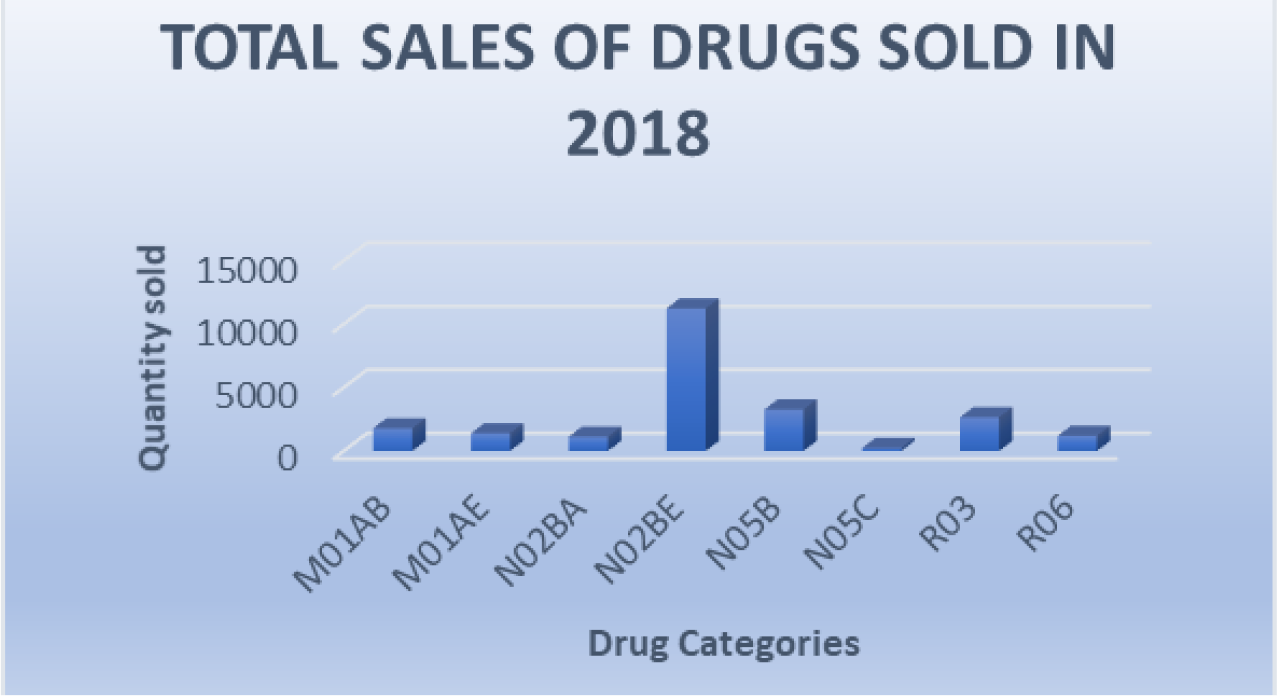 TOTAL SALES OF DRUGS SOLD IN
2018
Quantity sold
15000
10000
5000
0
M01AB
M01AE
N02BA
N02BE
N05B
N05C
R03
R06
Drug Categories